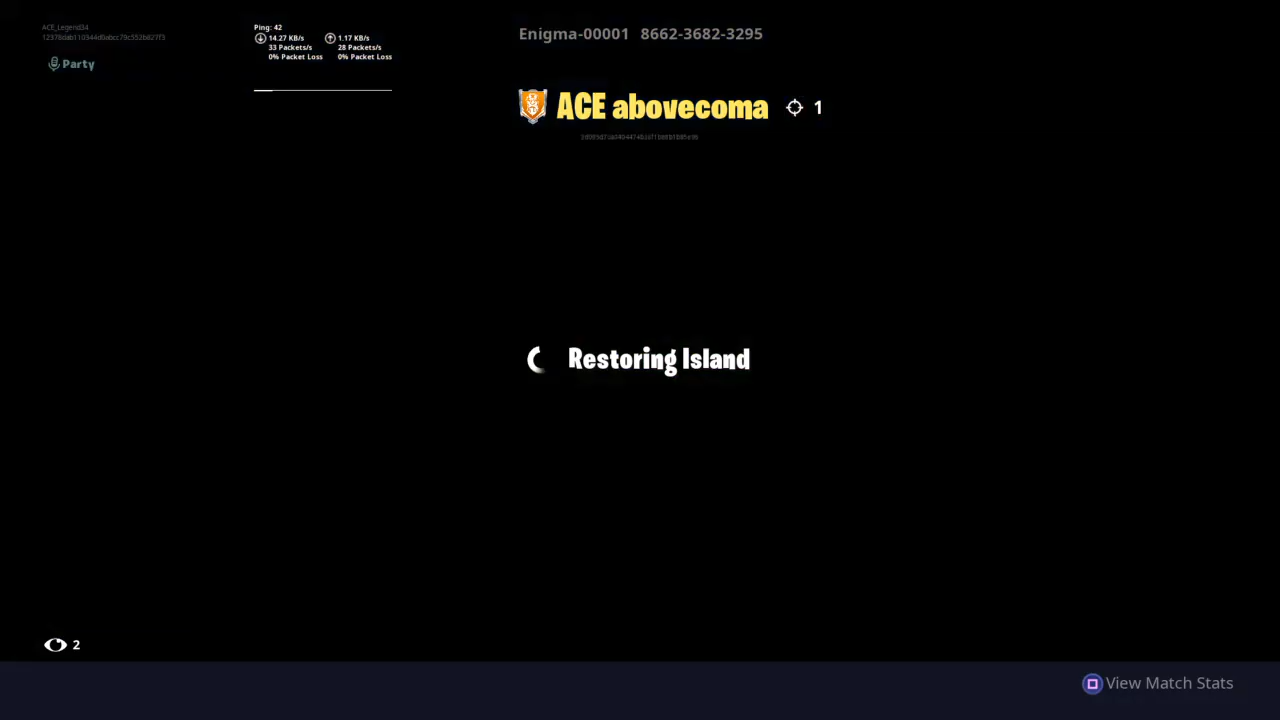 ACE_Legend34
Party
Ping: 42
14.27 KB/s 1.17 KB/s
33 Packets/s 28 Packets/s
0% Packet Loss 0% Packet Loss
Enigma-00001 8662-3682-3295
ACE abovecoma 1
Restoring Island
2
View Match Stats